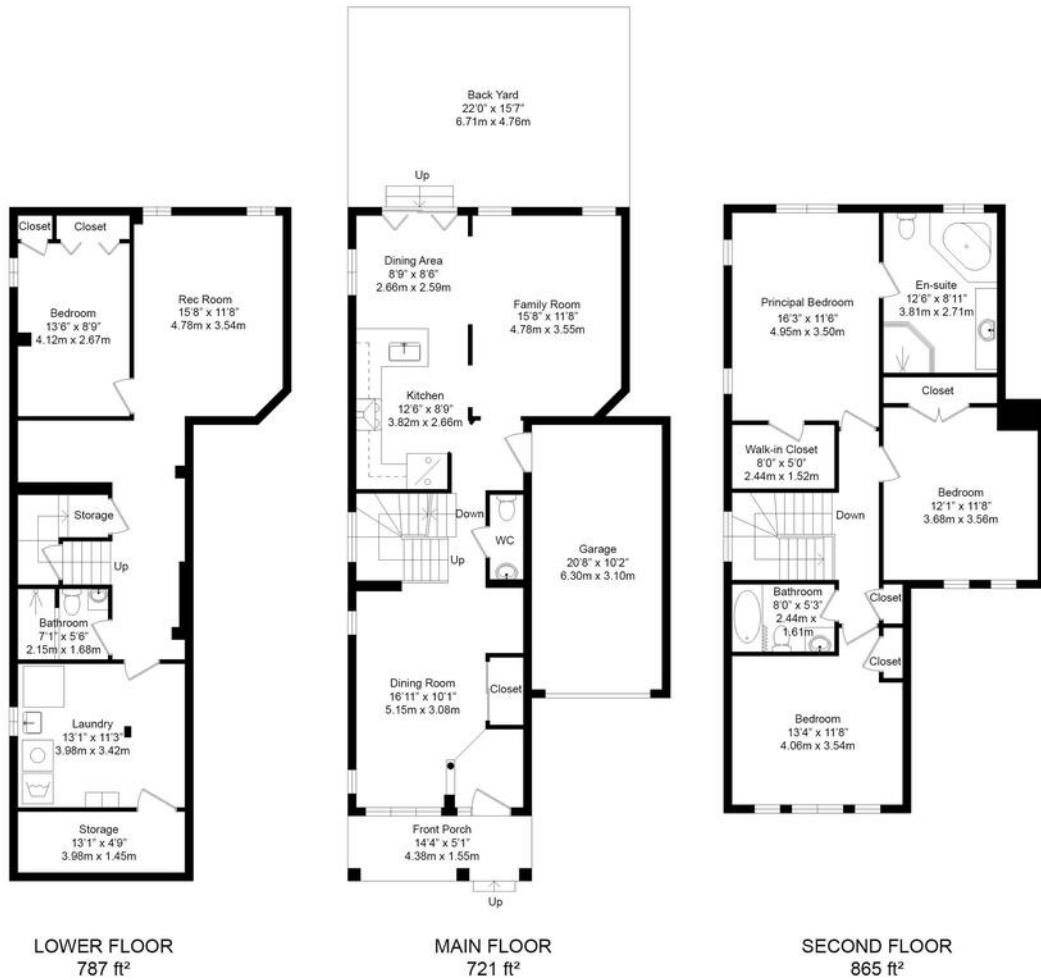 Back Yard
22'0" x 15'7"
6.71m x 4.76m
Up
Closet
Closet
Bedroom
13'6" x 8'9"
4.12m x 2.67m
Rec Room
15'8" x 11'8"
4.78m x 3.54m
Storage
Up
Bathroom
7'1" x 5'6"
2.15m x 1.68m
Laundry
13'1" x 11'3"
3.98m x 3.42m
Storage
13'1" x 4'9"
3.98m x 1.45m
LOWER FLOOR
787 ft²
Dining Area
8'9" x 8'6"
2.66m x 2.59m
Family Room
15'8" x 11'8"
4.78m x 3.55m
Kitchen
12'6" x 8'9"
3.82m x 2.66m
Down
WC
Up
Garage
20'8" x 10'2"
6.30m x 3.10m
Dining Room
16'11" x 10'1"
5.15m x 3.08m
Closet
Front Porch
14'4" x 5'1"
4.38m x 1.55m
Up
MAIN FLOOR
721 ft²
Principal Bedroom
16'3" x 11'6"
4.95m x 3.50m
En-suite
12'6" x 8'11"
3.81m x 2.71m
Closet
Walk-in Closet
8'0" x 5'0"
2.44m x 1.52m
Bedroom
12'1" x 11'8"
3.68m x 3.56m
Down
Bathroom
8'0" x 5'3"
2.44m x
1.61m
Closet
Closet
Bedroom
13'4" x 11'8"
4.06m x 3.54m
SECOND FLOOR
865 ft²